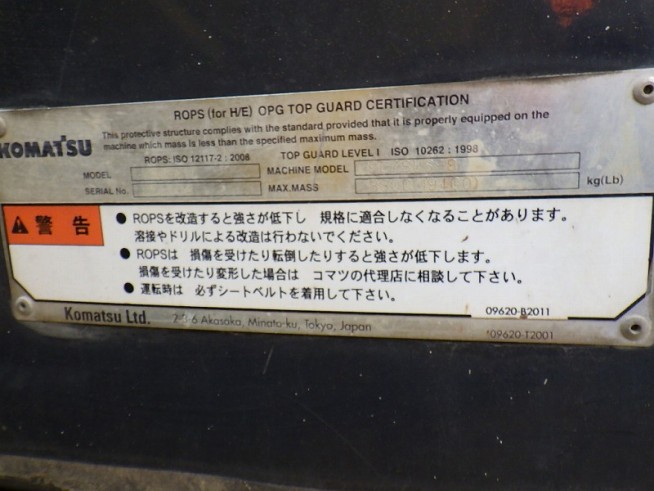 ROPS (for H/E) OPG TOP GUARD CERTIFICATION
KOMATSU
This protective structure complies with the standard provided that it is properly equipped on the
machine which mass is less than the specified maximum mass.
ROPS: ISO 12117-2 : 2008 TOP GUARD LEVEL I ISO 10262 : 1998
MODEL MACHINE MODEL
SERIAL No. MAX.MASS kg(Lb)
警告
● ROPSを改造すると強さが低下し 規格に適合しなくなることがあります。
溶接やドリルによる改造は行わないでください。
● ROPSは 損傷を受けたり転倒したりすると強さが低下します。
損傷を受けたり変形した場合は コマツの代理店に相談して下さい。
● 運転時は 必ずシートベルトを着用して下さい。
09620-B2011
Komatsu Ltd. 2-3-6 Akasaka, Minato-ku, Tokyo, Japan
*09620-T2001